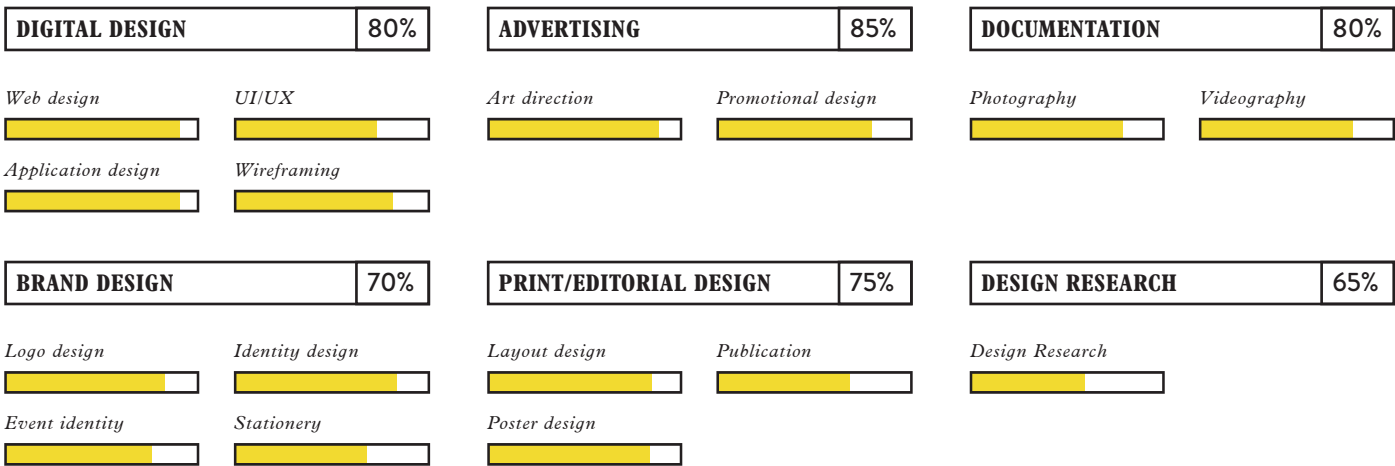 DIGITAL DESIGN 80%
ADVERTISING 85%
DOCUMENTATION 80%
Web design UI/UX
Art direction Promotional design
Photography Videography
Application design Wireframing
BRAND DESIGN 70%
PRINT/EDITORIAL DESIGN 75%
DESIGN RESEARCH 65%
Logo design Identity design
Layout design Publication
Design Research
Event identity Stationery
Poster design